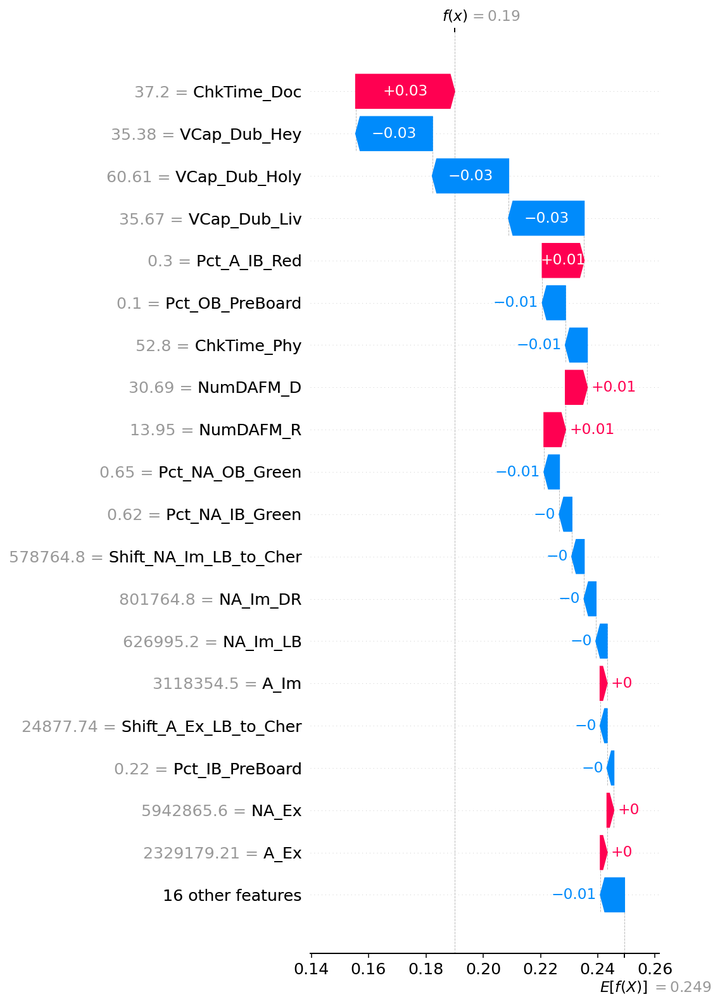 f(x) = 0.19
37.2 = ChkTime_Doc +0.03
35.38 = VCap_Dub_Hey −0.03
60.61 = VCap_Dub_Holy −0.03
35.67 = VCap_Dub_Liv −0.03
0.3 = Pct_A_IB_Red +0.01
0.1 = Pct_OB_PreBoard −0.01
52.8 = ChkTime_Phy −0.01
30.69 = NumDAFM_D +0.01
13.95 = NumDAFM_R +0.01
0.65 = Pct_NA_OB_Green −0.01
0.62 = Pct_NA_IB_Green −0
578764.8 = Shift_NA_Im_LB_to_Cher −0
801764.8 = NA_Im_DR −0
626995.2 = NA_Im_LB −0
3118354.5 = A_Im +0
24877.74 = Shift_A_Ex_LB_to_Cher −0
0.22 = Pct_IB_PreBoard −0
5942865.6 = NA_Ex +0
2329179.21 = A_Ex +0
16 other features −0.01
0.14 0.16 0.18 0.20 0.22 0.24 0.26
E[f(X)] = 0.249